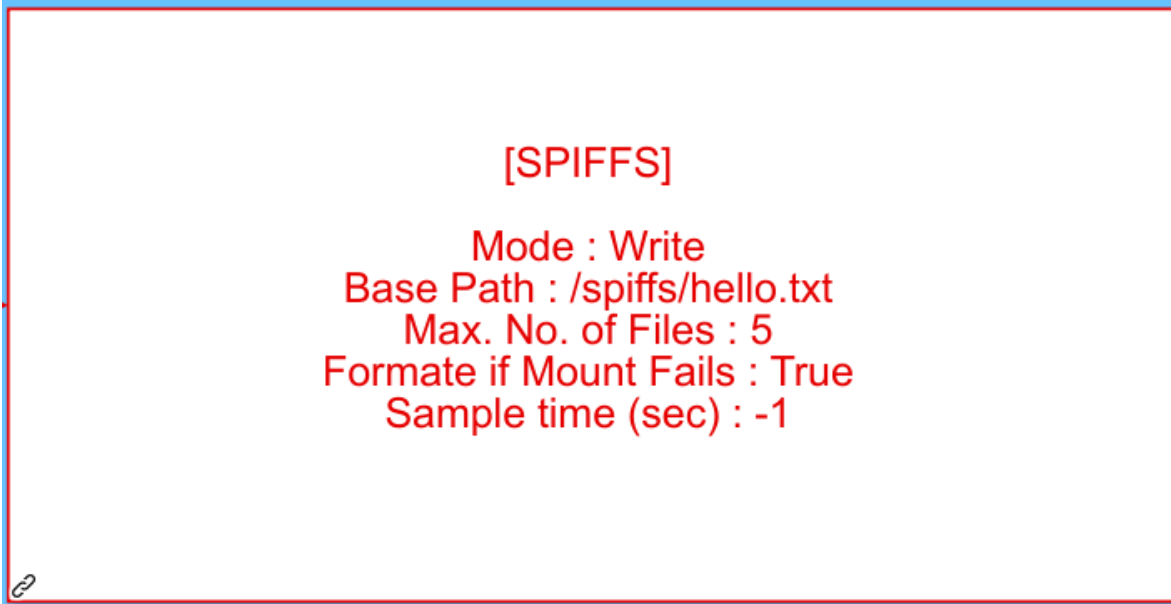 [SPIFFS]
Mode : Write
Base Path : /spiffs/hello.txt
Max. No. of Files : 5
Formate if Mount Fails : True
Sample time (sec) : -1